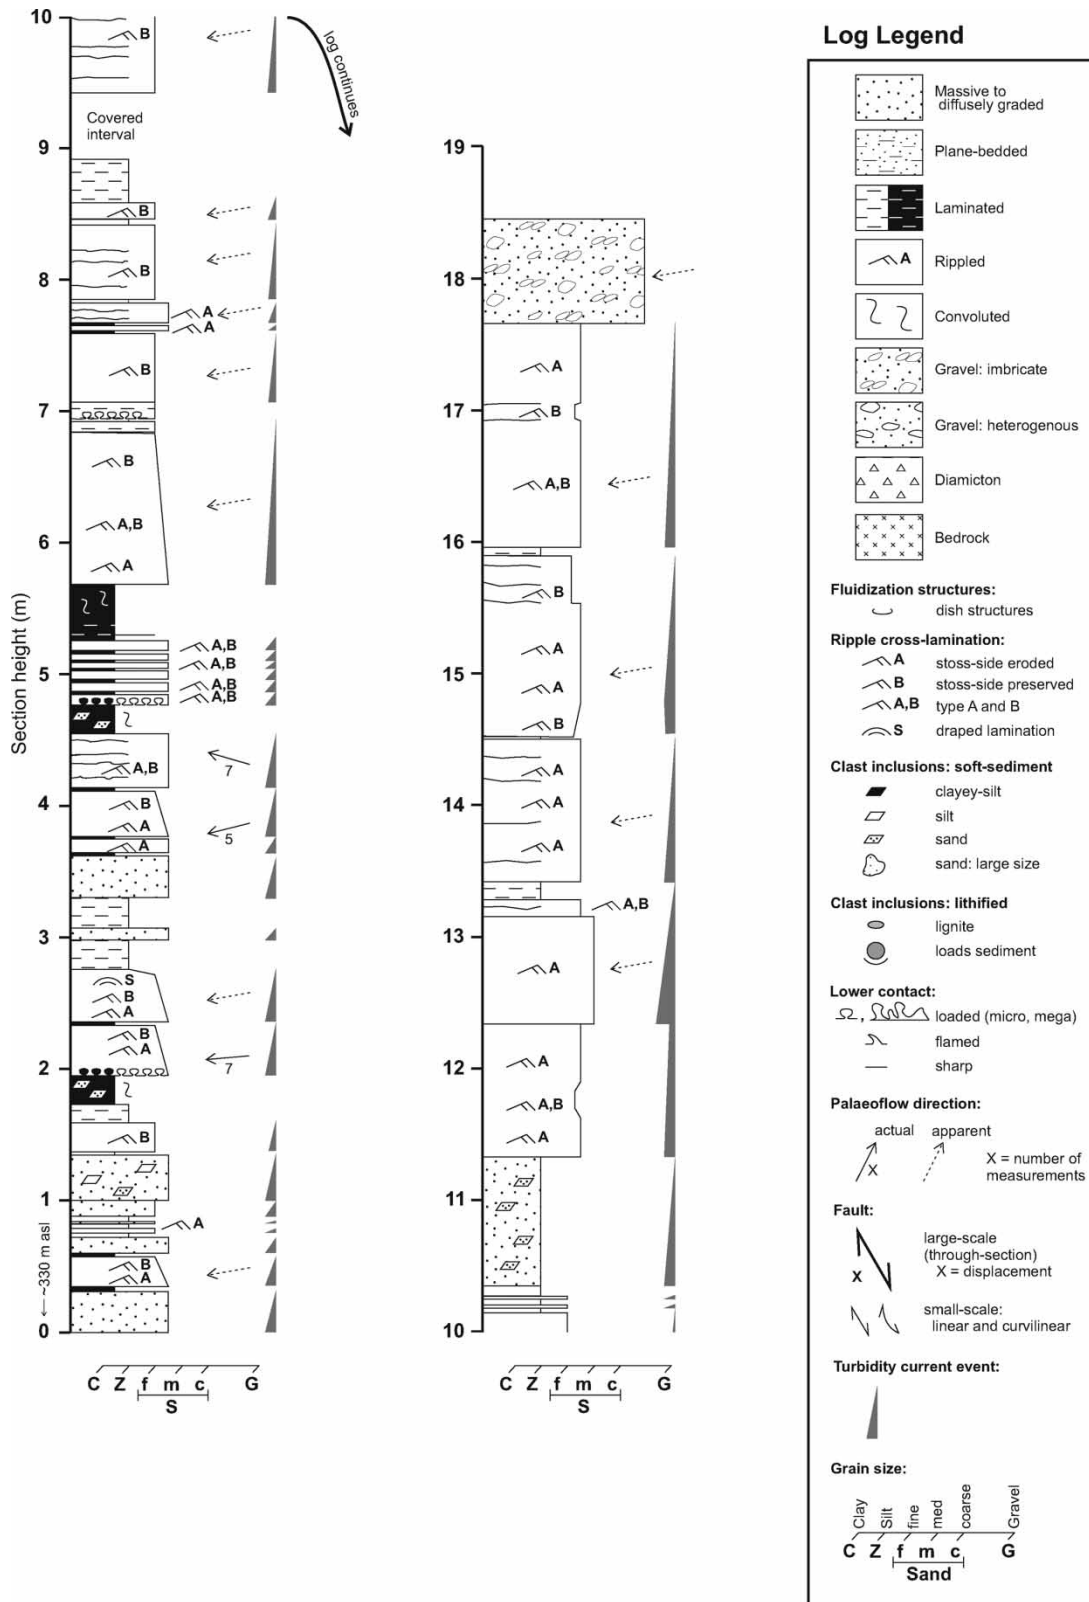 10
B
log continues
Covered
interval
9
B
8
B
A
A
B
7
B
A,B
6
A
Section height (m)
A,B
A,B
5
A,B
A,B
A,B
7
4
B
A
5
A
3
S
B
A
B
A
2
7
B
1
A
~330 m asl
B
A
0
C Z f m c G
S
19
18
A
17
B
A,B
16
B
A
15
A
B
A
14
A
A
A,B
13
A
12
A
A,B
A
11
10
C Z f m c G
S
Log Legend
Massive to
diffusely graded
Plane-bedded
Laminated
A
Rippled
Convoluted
Gravel: imbricate
Gravel: heterogenous
Diamicton
Bedrock
Fluidization structures:
dish structures
Ripple cross-lamination:
A stoss-side eroded
B stoss-side preserved
A,B type A and B
S draped lamination
Clast inclusions: soft-sediment
clayey-silt
silt
sand
sand: large size
Clast inclusions: lithified
lignite
loads sediment
Lower contact:
, loaded (micro, mega)
flamed
sharp
Palaeoflow direction:
actual apparent
X
X = number of
measurements
Fault:
large-scale
(through-section)
X X = displacement
small-scale:
linear and curvilinear
Turbidity current event:
Grain size:
Clay Silt fine med coarse Gravel
C Z f m c G
Sand